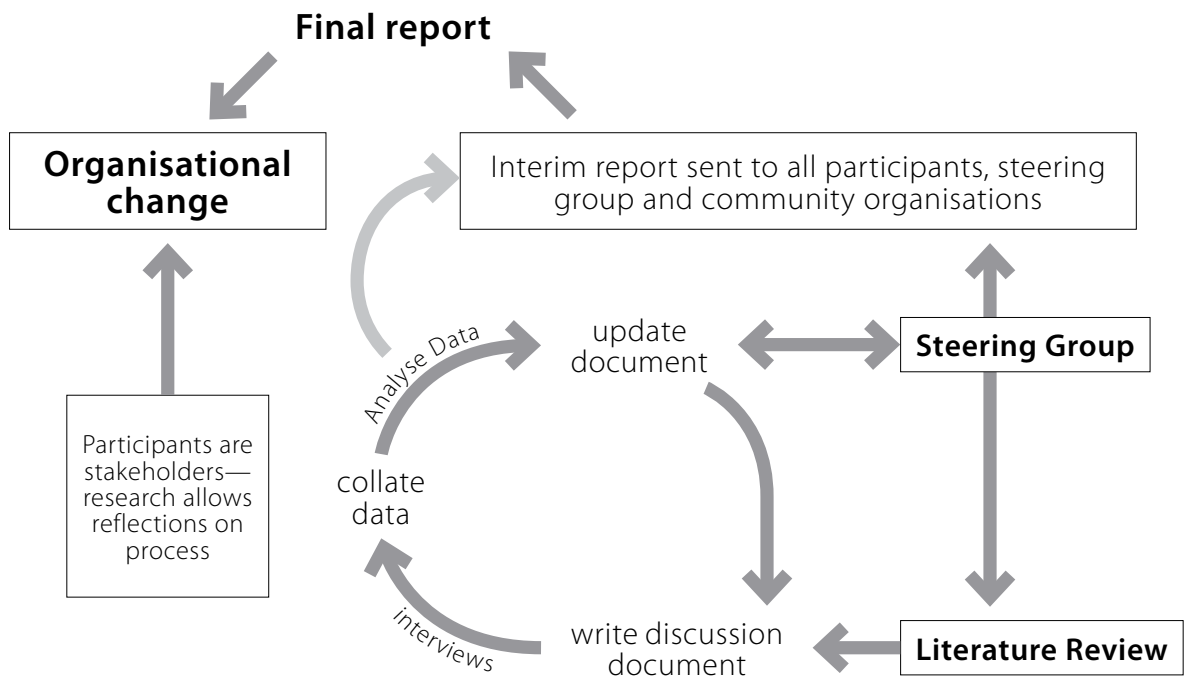 Final report
Organisational
change
Interim report sent to all participants, steering
group and community organisations
Analyse Data
update
document
Steering Group
Participants are
stakeholders—
research allows
reflections on
process
collate
data
interviews
write discussion
document
Literature Review